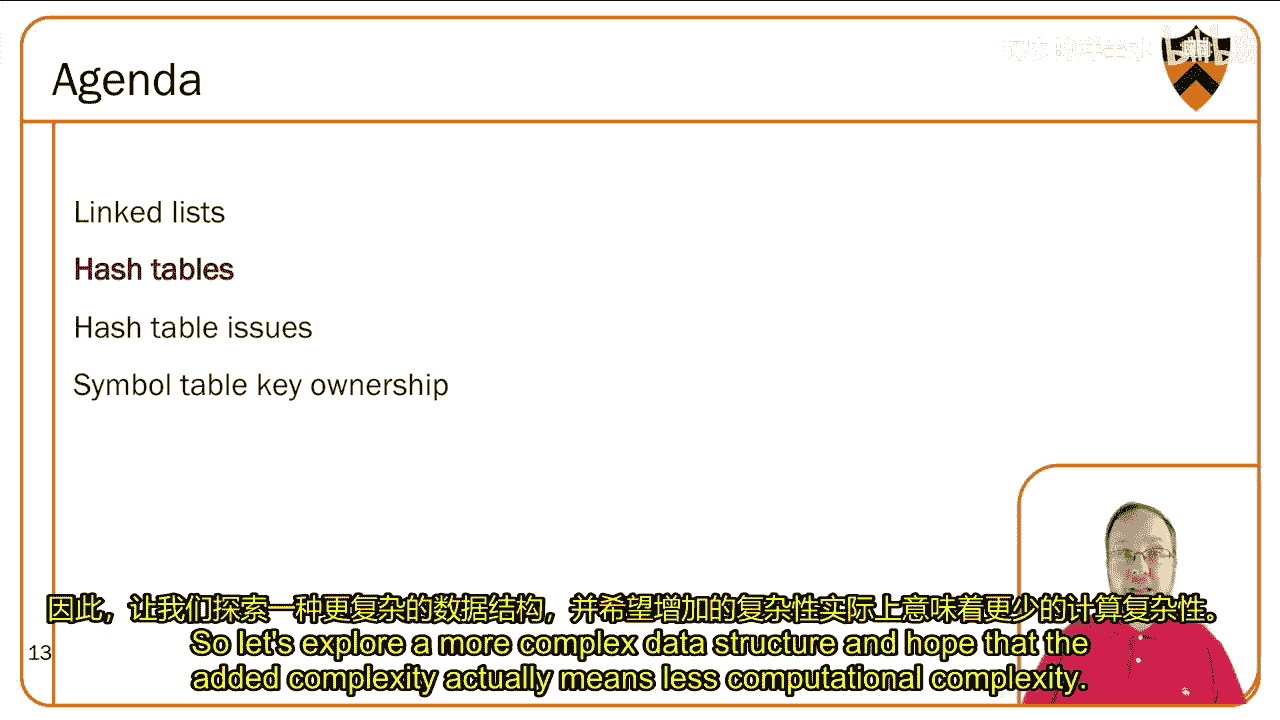 Agenda
Linked lists
Hash tables
Hash table issues
Symbol table key ownership
因此，让我们探索一种更复杂的数据结构，并希望增加的复杂性实际上意味着更少的计算复杂性。
13
So let's explore a more complex data structure and hope that the
added complexity actually means less computational complexity.